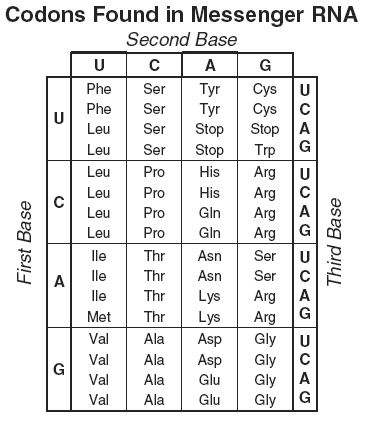 Codons Found in Messenger RNA
Second Base
U C A G
Phe Ser Tyr Cys U
Phe Ser Tyr Cys C
U
Leu Ser Stop Stop A
Leu Ser Stop Trp G
Leu Pro His Arg U
Leu Pro His Arg C
C
Leu Pro Gln Arg A
Leu Pro Gln Arg G
First Base
Third Base
Ile Thr Asn Ser U
Ile Thr Asn Ser C
A
Ile Thr Lys Arg A
Met Thr Lys Arg G
Val Ala Asp Gly U
Val Ala Asp Gly C
G
Val Ala Glu Gly A
Val Ala Glu Gly G